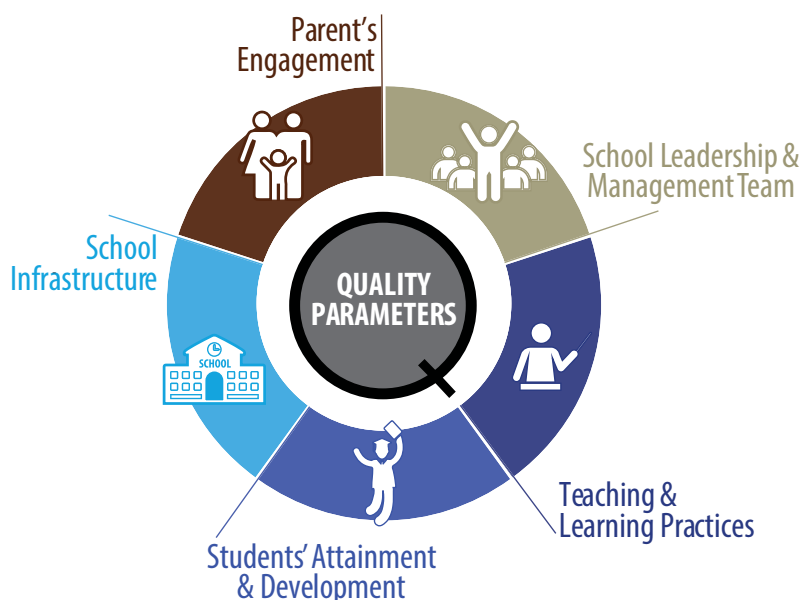 Parent’s
Engagement
School Leadership &
Management Team
School
Infrastructure
QUALITY
PARAMETERS
SCHOOL
Teaching &
Learning Practices
Students’ Attainment
& Development